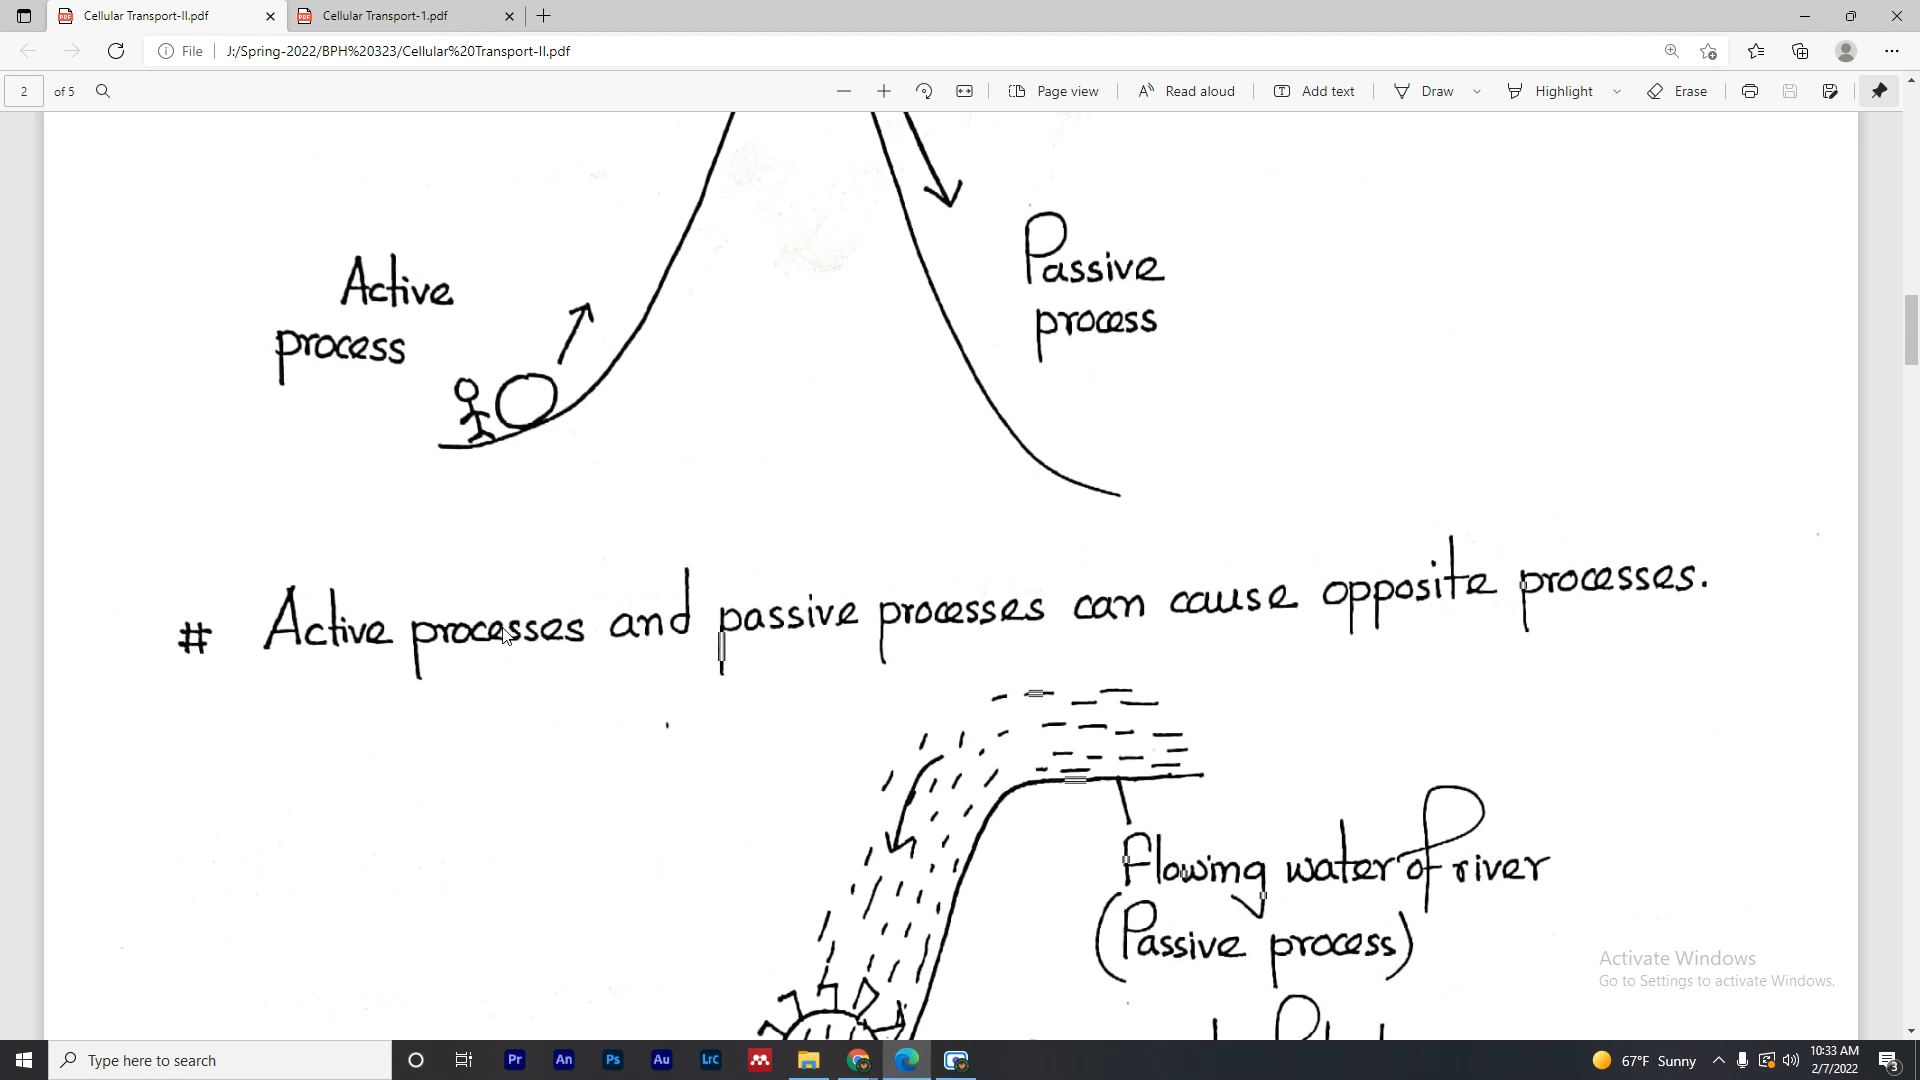 Cellular Transport-II.pdf
Cellular Transport-1.pdf
File
J:/Spring-2022/BPH%20323/Cellular%20Transport-II.pdf
2 of 5
Page view
Read aloud
Add text
Draw
Highlight
Erase
Active
process
Passive
process
# Active processes and passive processes can cause opposite processes.
Flowing water of river
(Passive process)
Activate Windows
Go to Settings to activate Windows.
Type here to search
Pr
An
Ps
Au
Lrc
67°F Sunny
10:33 AM
2/7/2022
3